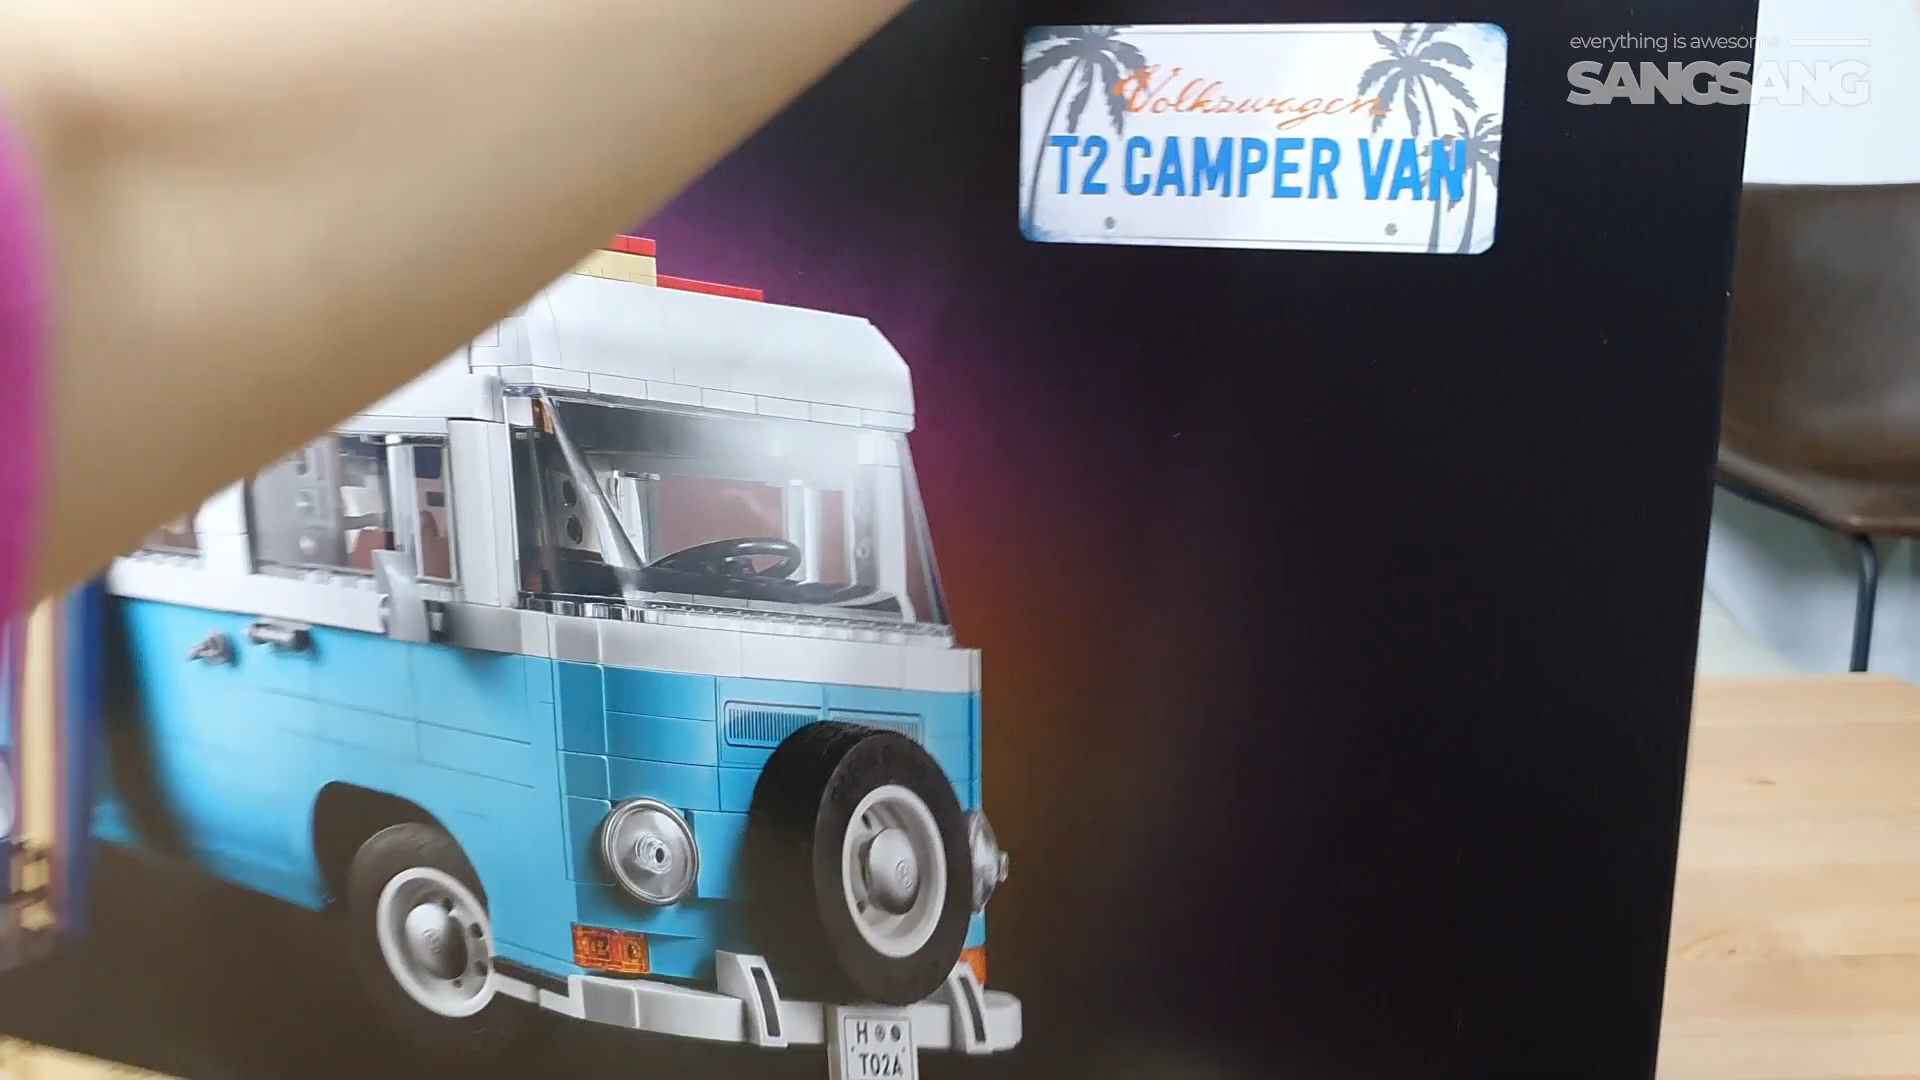 everything is awesome
SANGSANG
Volkswagen
T2 CAMPER VAN
H
T02A